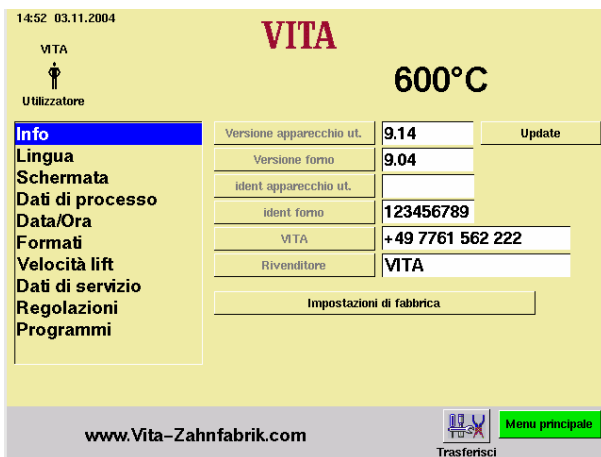 14:52 03.11.2004
VITA
VITA
600°C
Utilizzatore
Info
Lingua
Schermata
Dati di processo
Data/Ora
Formati
Velocità lift
Dati di servizio
Regolazioni
Programmi
Versione apparecchio ut. 9.14 Update
Versione forno 9.04
ident apparecchio ut.
ident forno 123456789
VITA +49 7761 562 222
Rivenditore VITA
Impostazioni di fabbrica
www.Vita-Zahnfabrik.com
Menu principale
Trasferisci